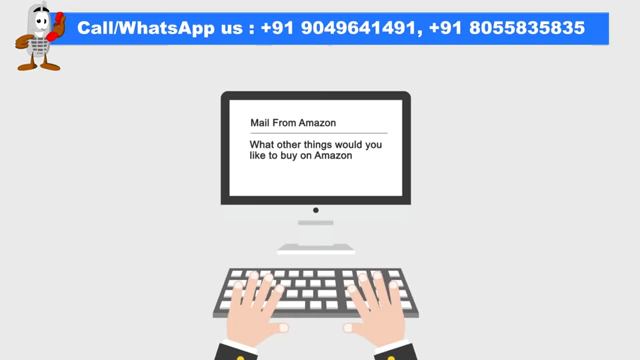 Call/WhatsApp us : +91 9049641491, +91 8055835835
Mail From Amazon
What other things would you
like to buy on Amazon